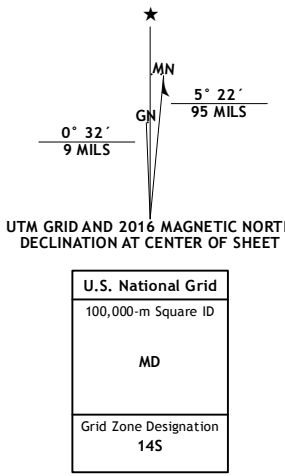 MN
GN
5° 22´
95 MILS
0° 32´
9 MILS
UTM GRID AND 2016 MAGNETIC NORTH
DECLINATION AT CENTER OF SHEET
U.S. National Grid
100,000-m Square ID
MD
Grid Zone Designation
14S